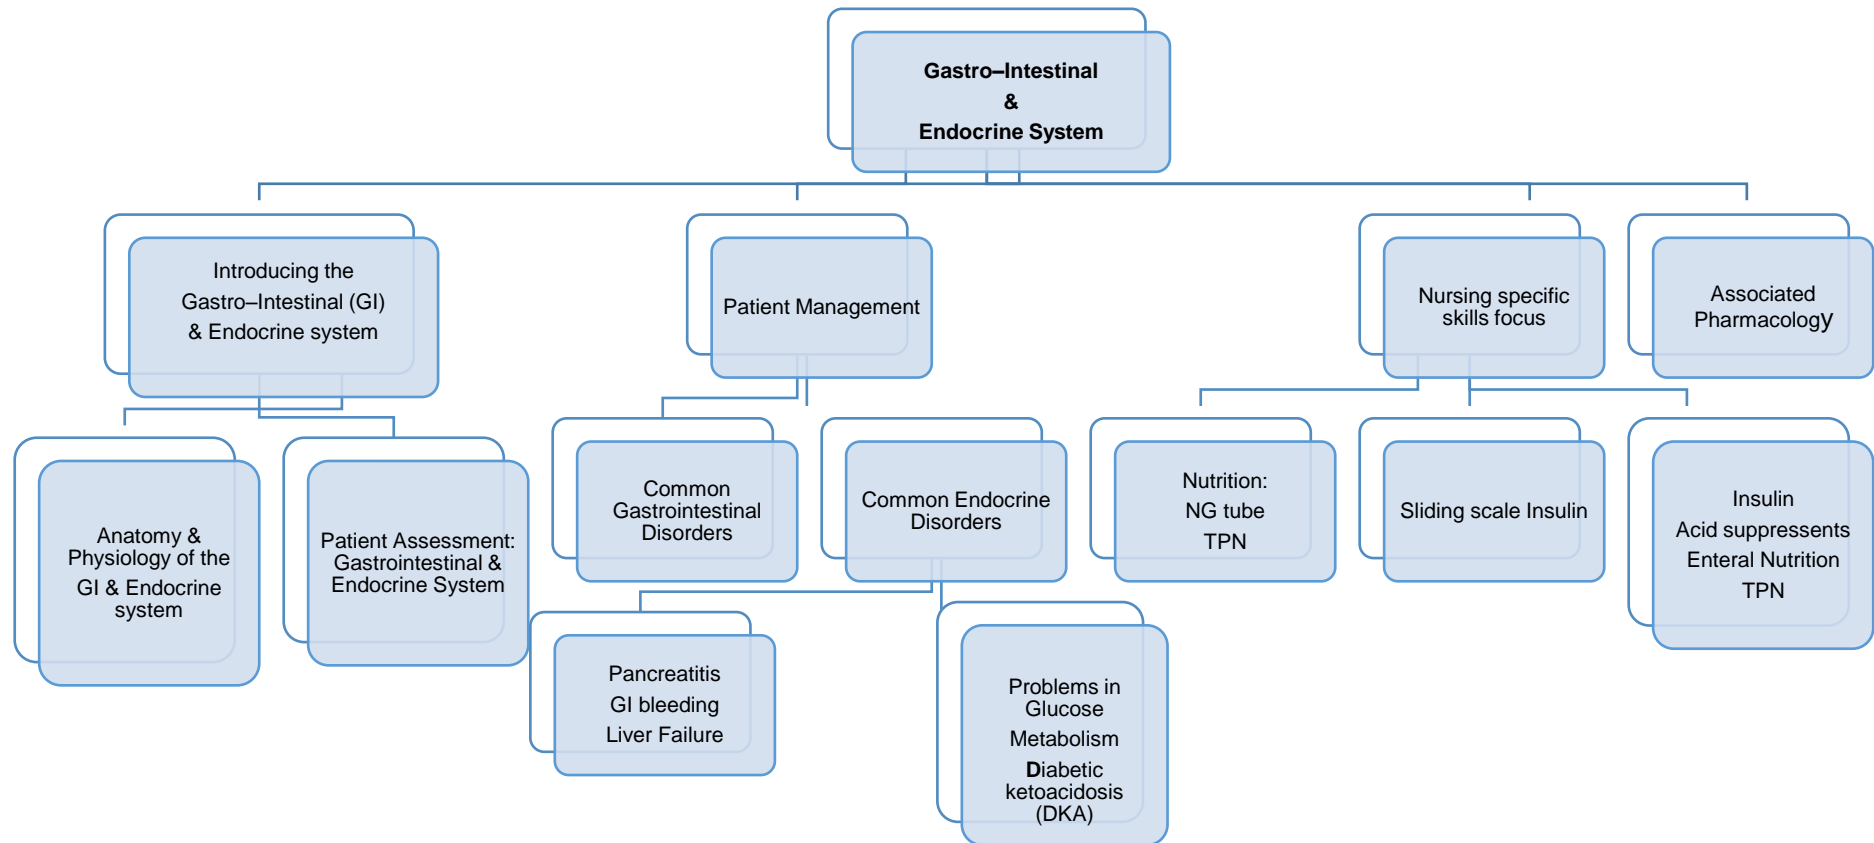 Gastro–Intestinal
&
Endocrine System
Introducing the
Gastro–Intestinal (GI)
& Endocrine system
Patient Management
Nursing specific
skills focus
Associated
Pharmacology
Anatomy &
Physiology of the
GI & Endocrine
system
Patient Assessment:
Gastrointestinal &
Endocrine System
Common
Gastrointestinal
Disorders
Common Endocrine
Disorders
Nutrition:
NG tube
TPN
Sliding scale Insulin
Insulin
Acid suppressents
Enteral Nutrition
TPN
Pancreatitis
GI bleeding
Liver Failure
Problems in
Glucose
Metabolism
Diabetic
ketoacidosis
(DKA)